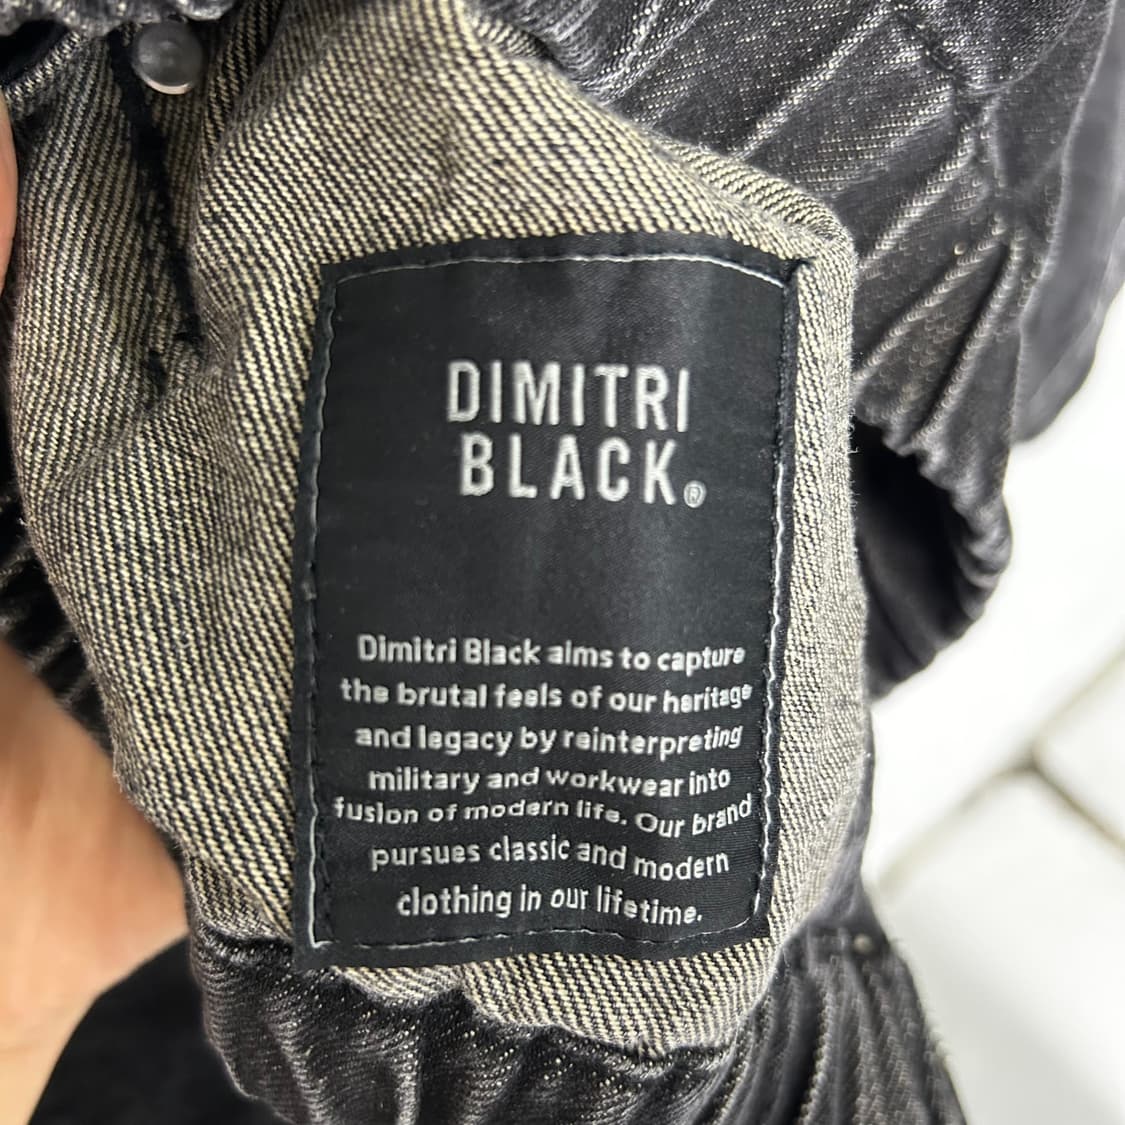 DIMITRI
BLACK®
Dimitri Black aims to capture
the brutal feels of our heritage
and legacy by reinterpreting
military and workwear into
fusion of modern life. Our brand
pursues classic and modern
clothing in our lifetime.